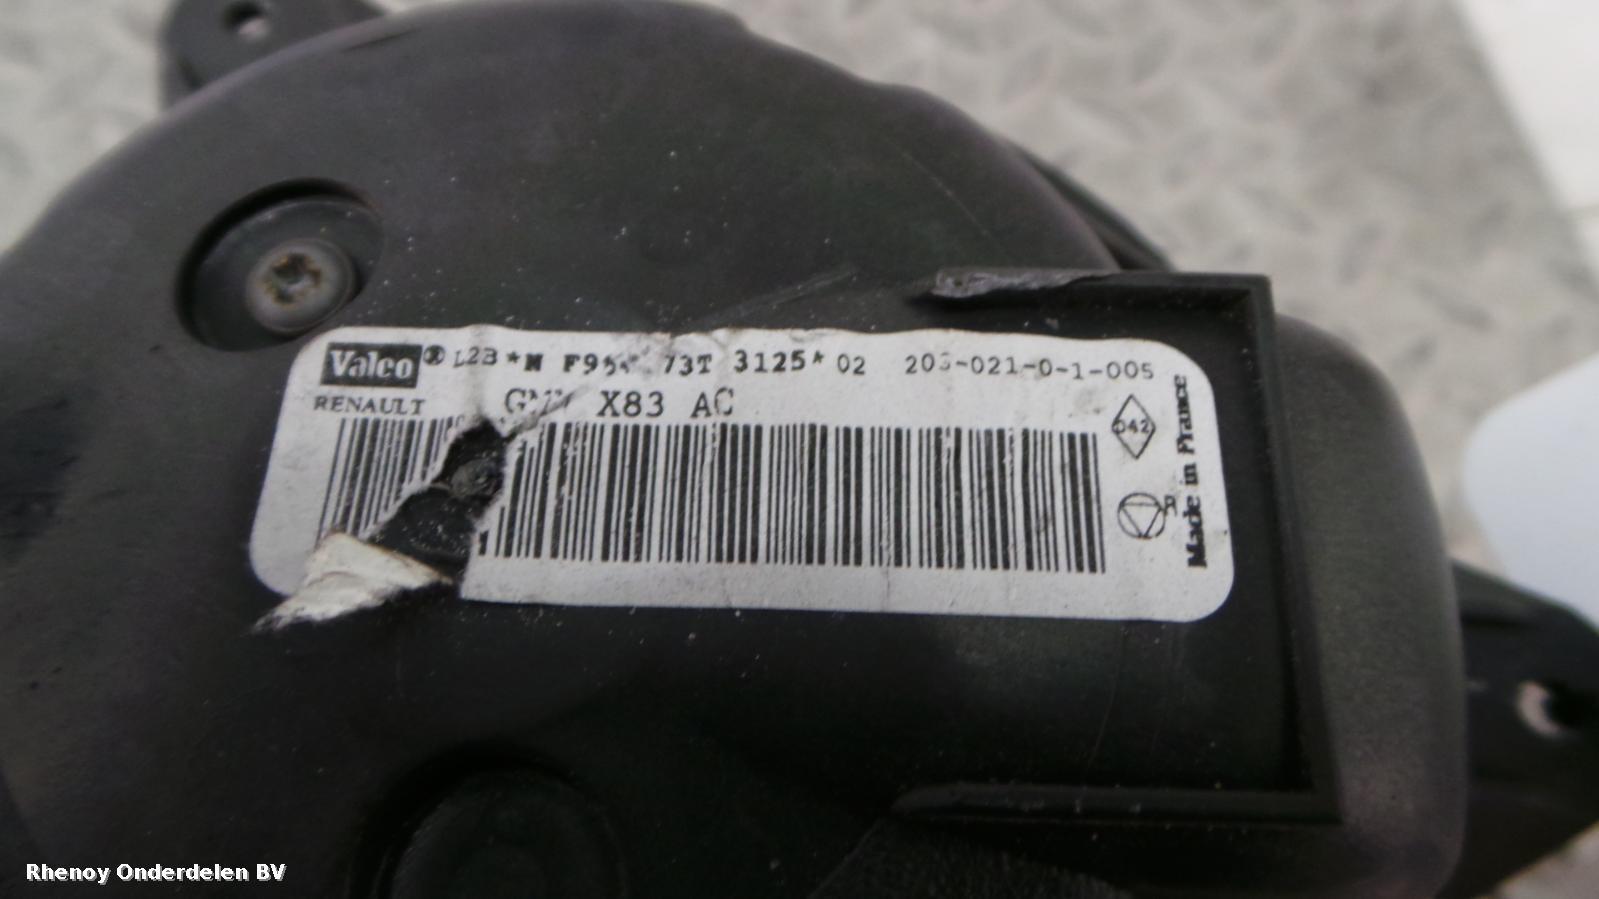 Valeo® L2B *N 73T 3125* 02 203-021-0-1-005
RENAULT X83 AC
042
R
Made in France
Rhenoy Onderdelen BV